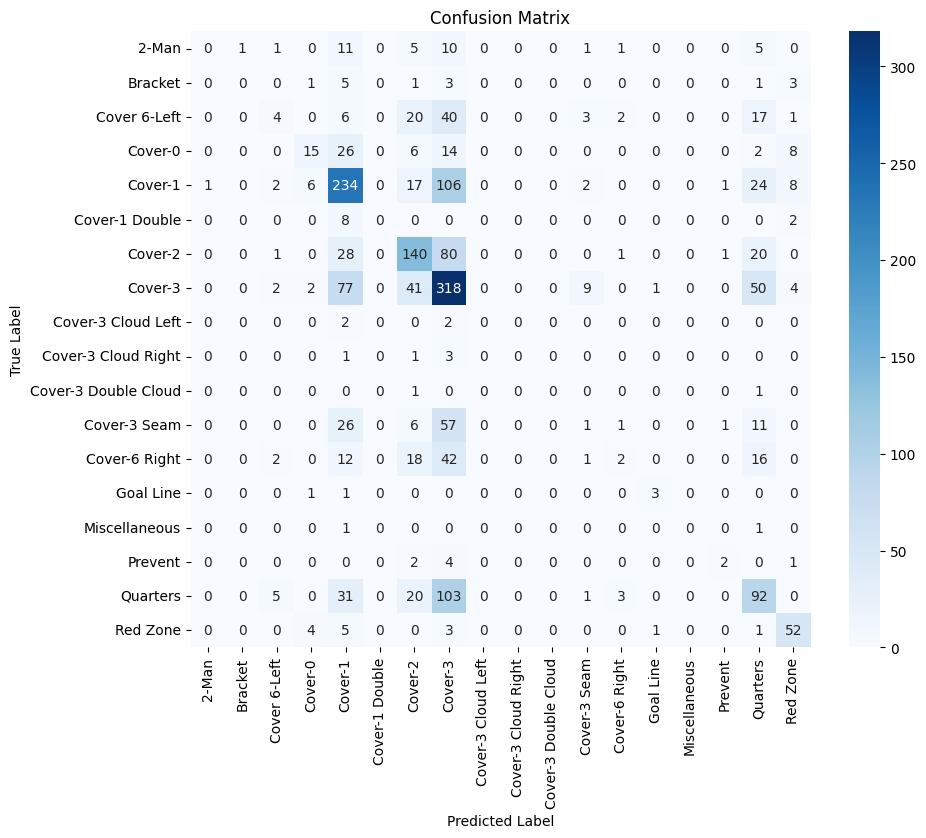 Confusion Matrix
2-Man 0 1 1 0 11 0 5 10 0 0 0 1 1 0 0 0 5 0
Bracket 0 0 0 1 5 0 1 3 0 0 0 0 0 0 0 0 1 3
Cover 6-Left 0 0 4 0 6 0 20 40 0 0 0 3 2 0 0 0 17 1
Cover-0 0 0 0 15 26 0 6 14 0 0 0 0 0 0 0 0 2 8
Cover-1 1 0 2 6 234 0 17 106 0 0 0 2 0 0 0 1 24 8
Cover-1 Double 0 0 0 0 8 0 0 0 0 0 0 0 0 0 0 0 0 2
Cover-2 0 0 1 0 28 0 140 80 0 0 0 0 1 0 0 1 20 0
Cover-3 0 0 2 2 77 0 41 318 0 0 0 9 0 1 0 0 50 4
Cover-3 Cloud Left 0 0 0 0 2 0 0 2 0 0 0 0 0 0 0 0 0 0
Cover-3 Cloud Right 0 0 0 0 1 0 1 3 0 0 0 0 0 0 0 0 0 0
Cover-3 Double Cloud 0 0 0 0 0 0 1 0 0 0 0 0 0 0 0 0 1 0
Cover-3 Seam 0 0 0 0 26 0 6 57 0 0 0 1 1 0 0 1 11 0
Cover-6 Right 0 0 2 0 12 0 18 42 0 0 0 1 2 0 0 0 16 0
Goal Line 0 0 0 1 1 0 0 0 0 0 0 0 0 3 0 0 0 0
Miscellaneous 0 0 0 0 1 0 0 0 0 0 0 0 0 0 0 0 1 0
Prevent 0 0 0 0 0 0 2 4 0 0 0 0 0 0 0 2 0 1
Quarters 0 0 5 0 31 0 20 103 0 0 0 1 3 0 0 0 92 0
Red Zone 0 0 0 4 5 0 0 3 0 0 0 0 0 1 0 0 1 52
True Label
2-Man
Bracket
Cover 6-Left
Cover-0
Cover-1
Cover-1 Double
Cover-2
Cover-3
Cover-3 Cloud Left
Cover-3 Cloud Right
Cover-3 Double Cloud
Cover-3 Seam
Cover-6 Right
Goal Line
Miscellaneous
Prevent
Quarters
Red Zone
Predicted Label
300
250
200
150
100
50
0